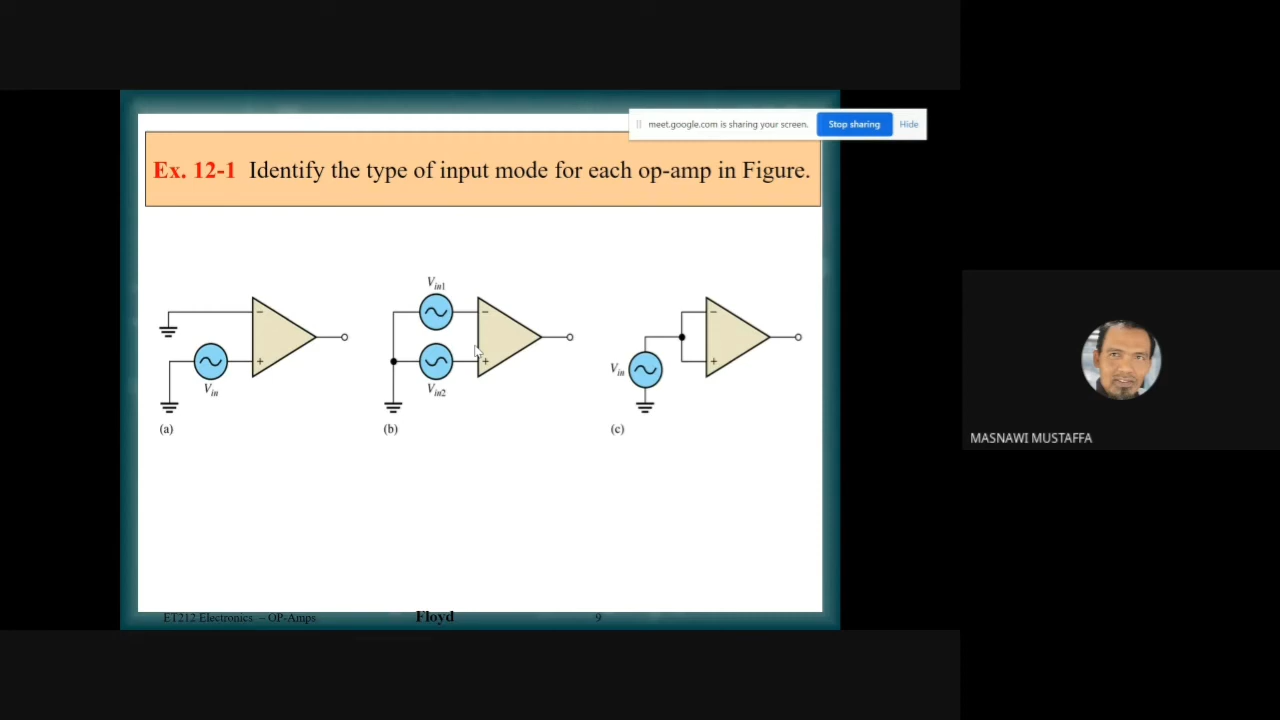 meet.google.com is sharing your screen. Stop sharing Hide
Ex. 12-1 Identify the type of input mode for each op-amp in Figure.
Vin1
Vin
Vin2
Vin
− + − + − +
(a) (b) (c)
MASNAWI MUSTAFFA
ET212 Electronics – OP-Amps Floyd 9